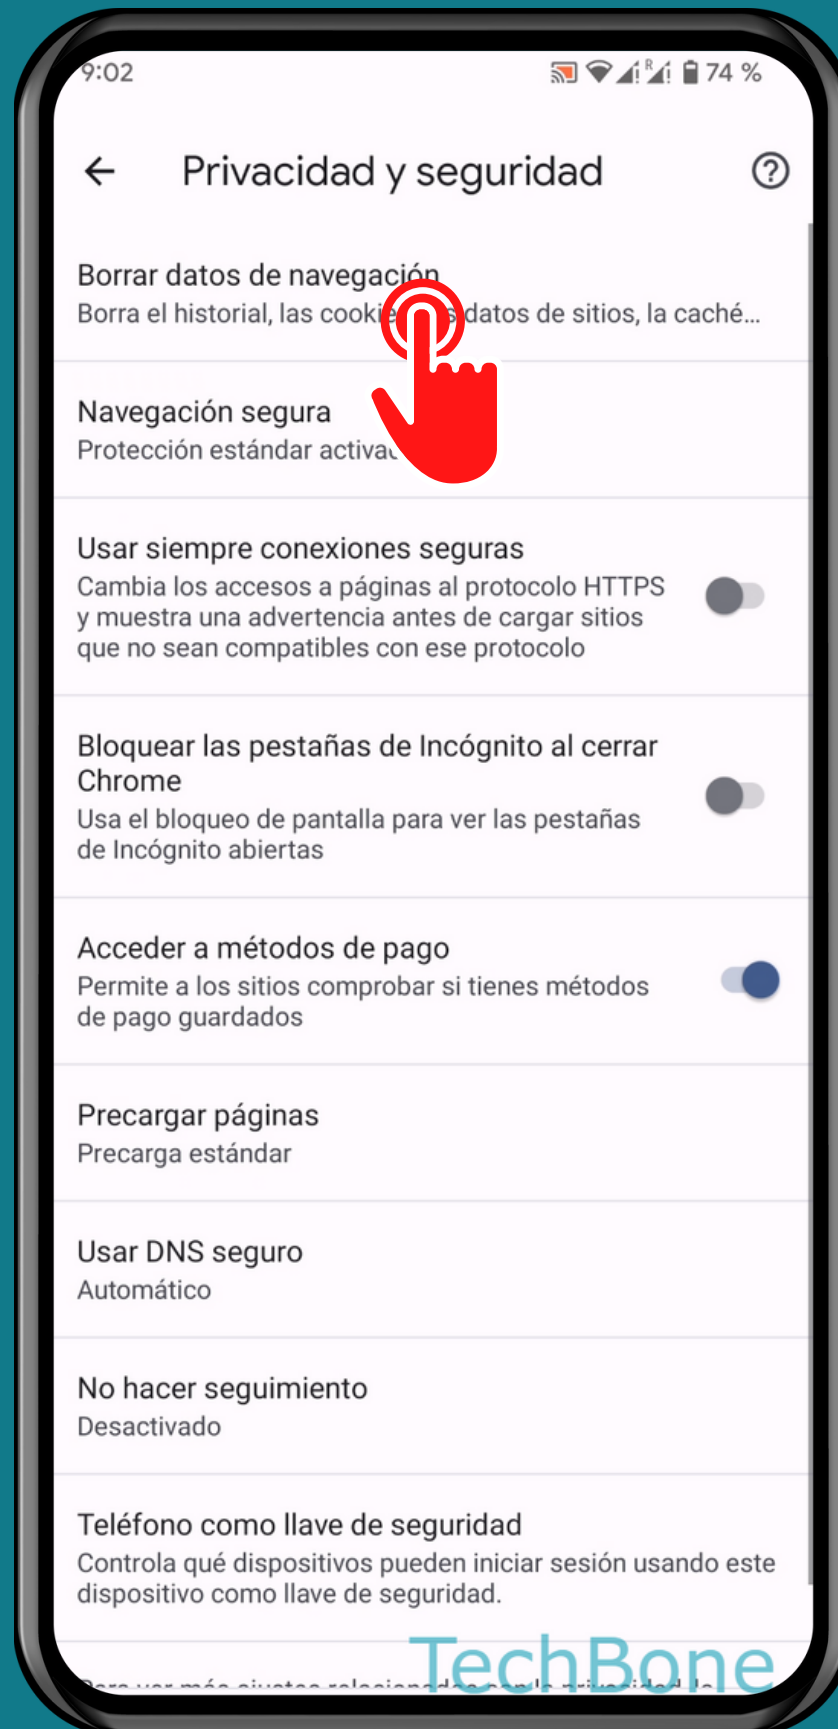 9:02
R
74 %
Privacidad y seguridad
Borrar datos de navegación
Borra el historial, las datos de sitios, la caché...
Navegación segura
Protección estándar
Usar siempre conexiones seguras
Cambia los accesos a páginas al protocolo HTTPS
y muestra una advertencia antes de cargar sitios
que no sean compatibles con ese protocolo
Bloquear las pestañas de Incógnito al cerrar
Chrome
Usa el bloqueo de pantalla para ver las pestañas
de Incógnito abiertas
Acceder a métodos de pago
Permite a los sitios comprobar si tienes métodos
de pago guardados
Precargar páginas
Precarga estándar
Usar DNS seguro
Automático
No hacer seguimiento
Desactivado
Teléfono como llave de seguridad
Controla qué dispositivos pueden iniciar sesión usando este
dispositivo como llave de seguridad.
TechBone